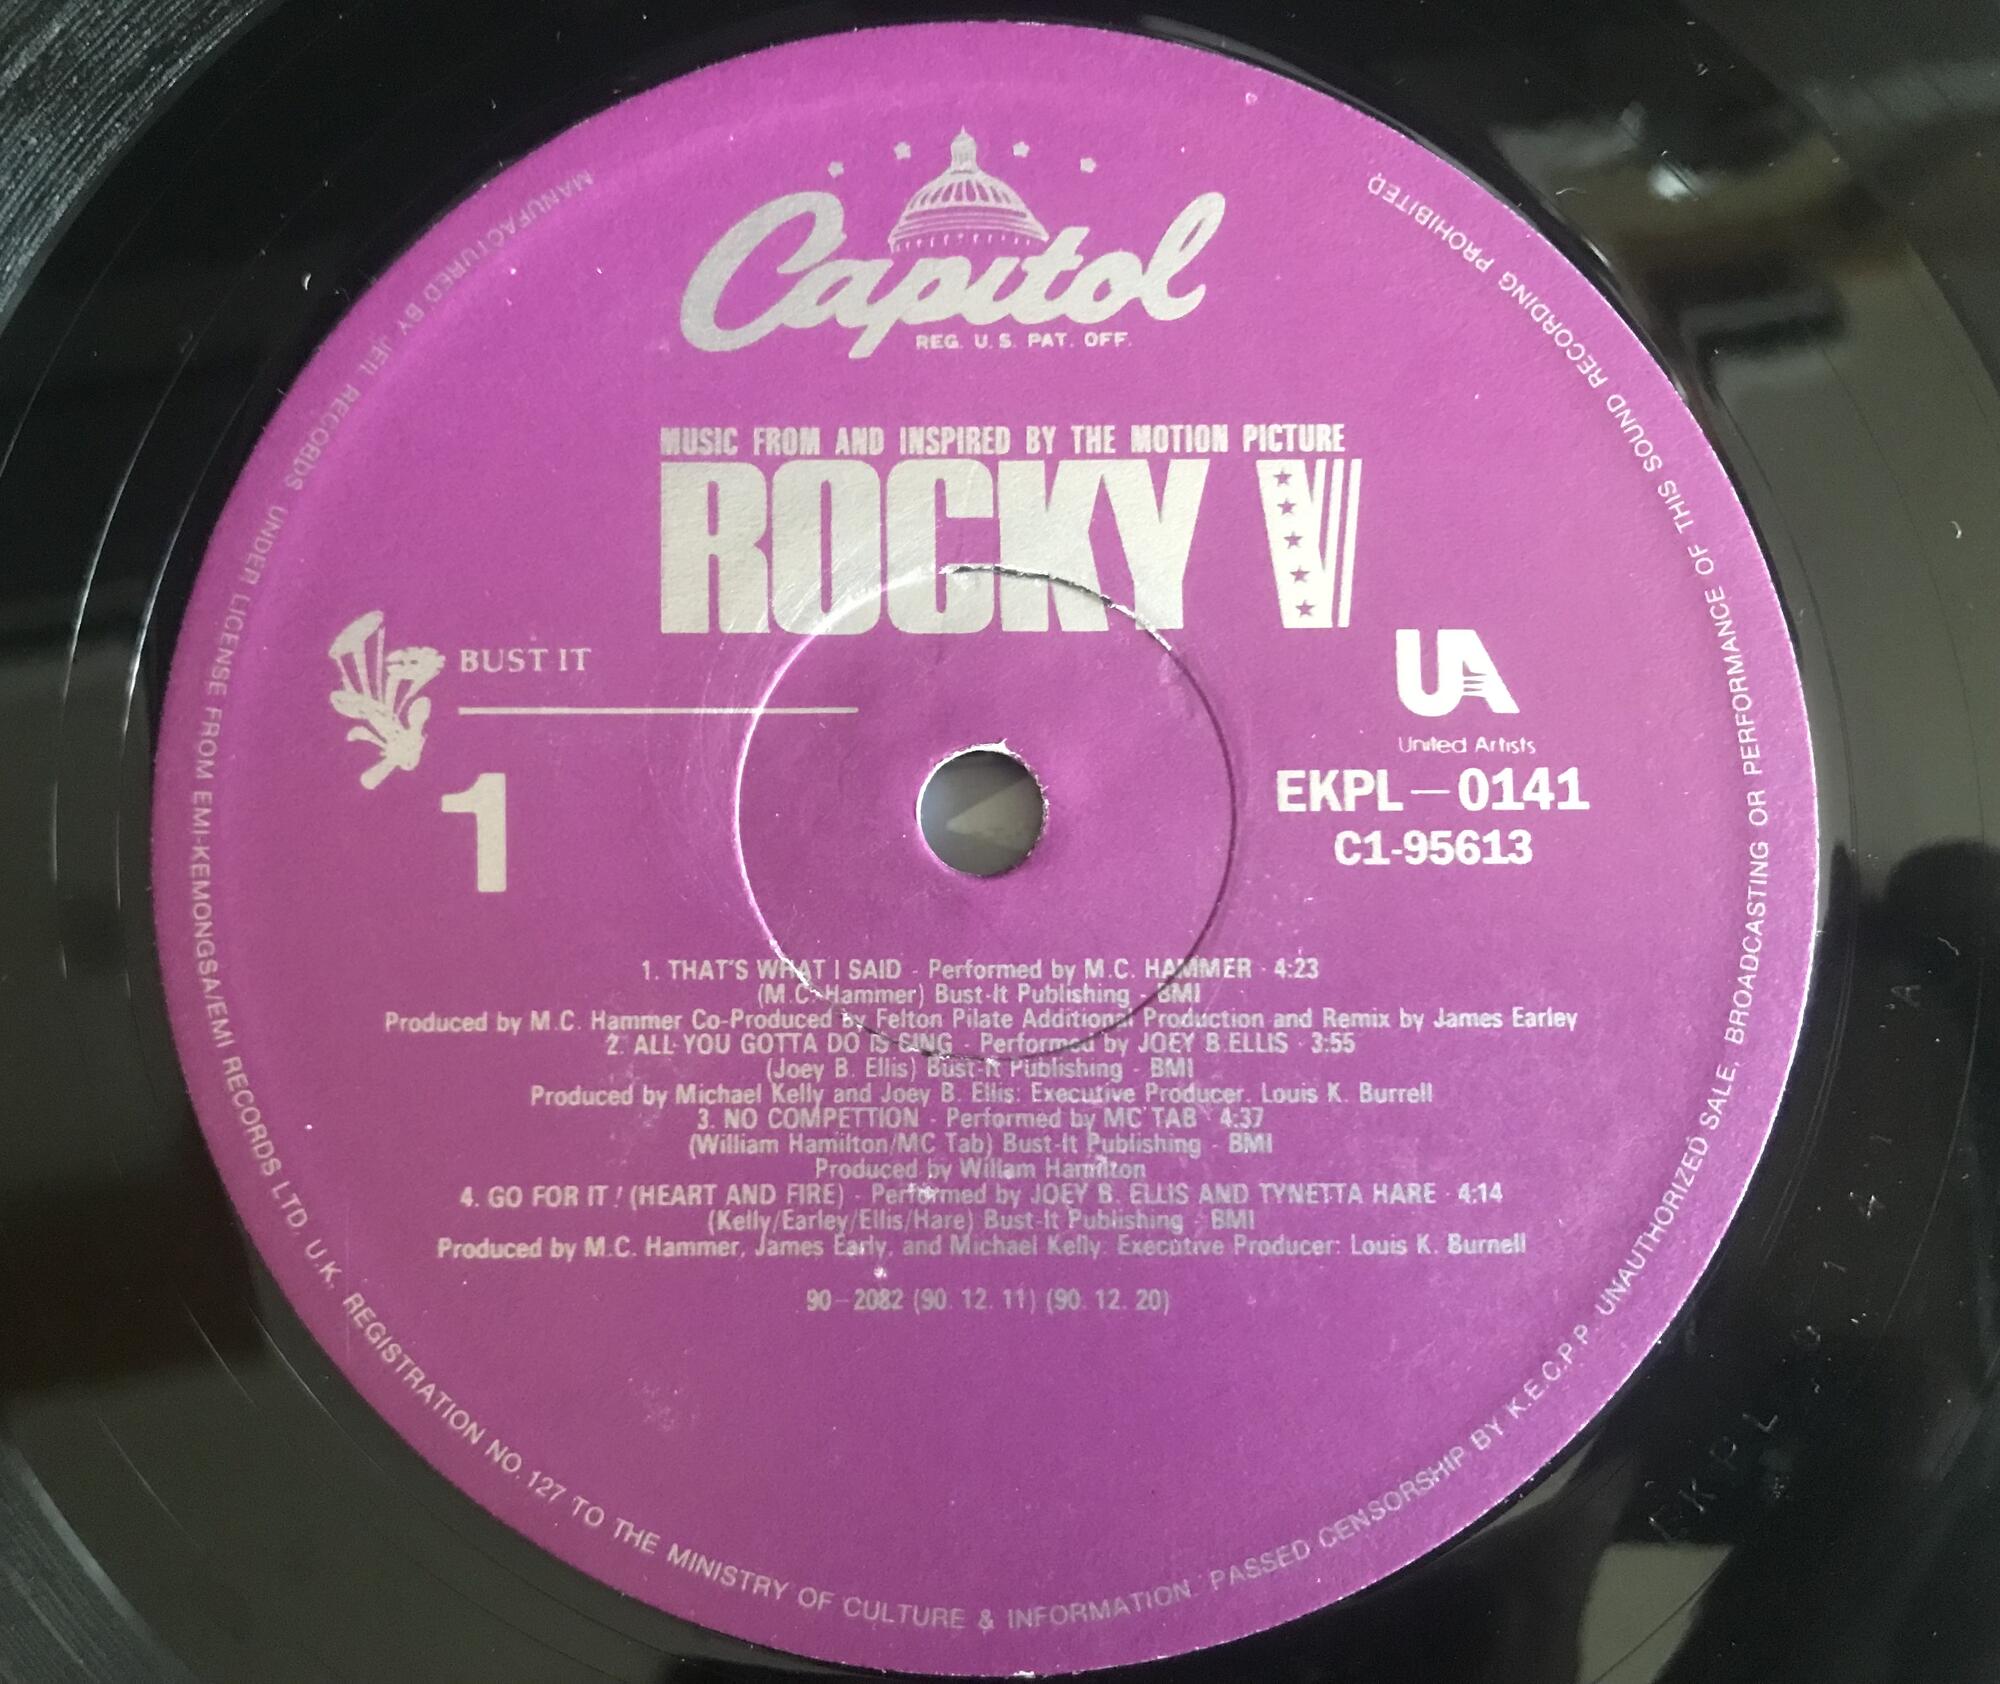 Capitol
REG. U.S. PAT. OFF.
MUSIC FROM AND INSPIRED BY THE MOTION PICTURE
ROCKY V
BUST IT
1
UA
United Artists
EKPL-0141
C1-95613
1. THAT'S WHAT I SAID - Performed by M.C. HAMMER - 4:23
(M.C. Hammer) Bust-It Publishing - BMI
Produced by M.C. Hammer Co-Produced By Felton Pilate Additional Production and Remix by James Earley
2. ALL YOU GOTTA DO IS SING - Performed by JOEY B.ELLIS - 3:55
(Joey B. Ellis) Bust-It Publishing - BMI
Produced by Michael Kelly and Joey B. Ellis: Executive Producer. Louis K. Burrell
3. NO COMPETTION - Performed by MC TAB - 4:37
(William Hamilton/MC Tab) Bust-It Publishing - BMI
Produced by Willam Hamilton
4. GO FOR IT! (HEART AND FIRE) - Performed by JOEY B. ELLIS AND TYNETTA HARE - 4:14
(Kelly/Earley/Ellis/Hare) Bust-It Publishing - BMI
Produced by M.C. Hammer, James Early, and Michael Kelly: Executive Producer: Louis K. Burnell
90-2082 (90. 12. 11) (90. 12. 20)
MANUFACTURED BY JEIL RECORDS UNDER LICENSE FROM EMI-KEMONGSA/EMI RECORDS LTD. U.K. REGISTRATION NO. 127 TO THE MINISTRY OF CULTURE & INFORMATION. PASSED CENSORSHIP BY K.E.C.P.P. UNAUTHORIZED SALE, BROADCASTING OR PERFORMANCE OF THIS SOUND RECORDING PROHIBITED
EKPL 0141 A